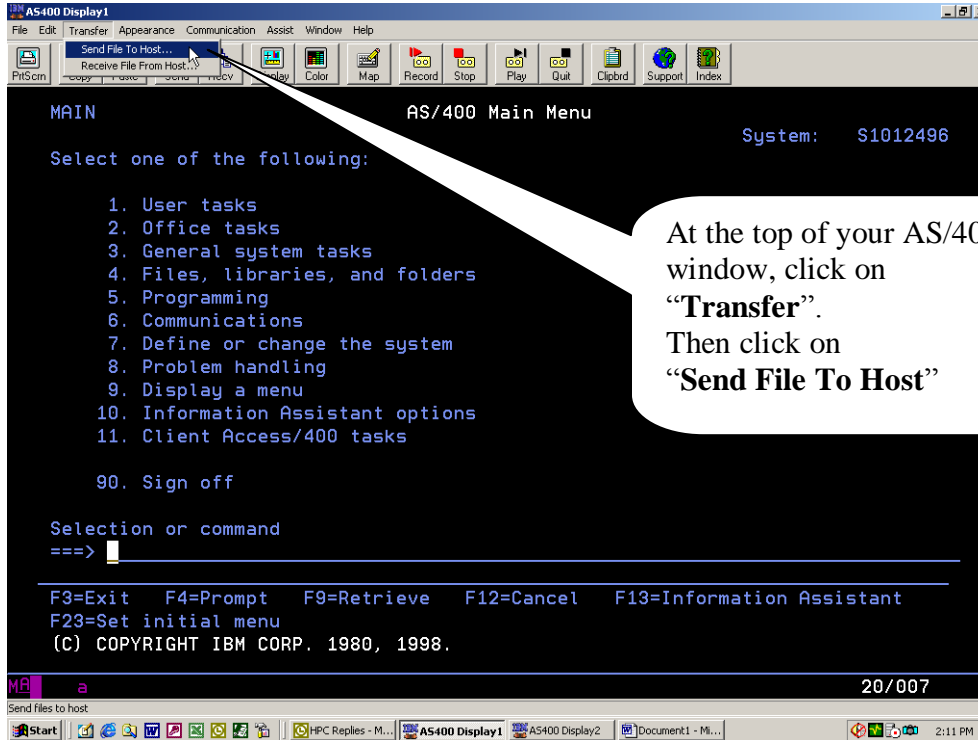 AS400 Display1
File Edit Transfer Appearance Communication Assist Window Help
Send File To Host...
Receive File From Host...
PrtScrn Copy Paste Send Recv Display Color Map Record Stop Play Quit Clipbrd Support Index
MAIN AS/400 Main Menu
System: S1012496
Select one of the following:
1. User tasks
2. Office tasks
3. General system tasks
4. Files, libraries, and folders
5. Programming
6. Communications
7. Define or change the system
8. Problem handling
9. Display a menu
10. Information Assistant options
11. Client Access/400 tasks
90. Sign off
At the top of your AS/40
window, click on
“Transfer”.
Then click on
“Send File To Host”
Selection or command
===>
F3=Exit F4=Prompt F9=Retrieve F12=Cancel F13=Information Assistant
F23=Set initial menu
(C) COPYRIGHT IBM CORP. 1980, 1998.
MA a 20/007
Send files to host
Start HPC Replies - M... AS400 Display1 AS400 Display2 Document1 - Mi... 2:11 PM